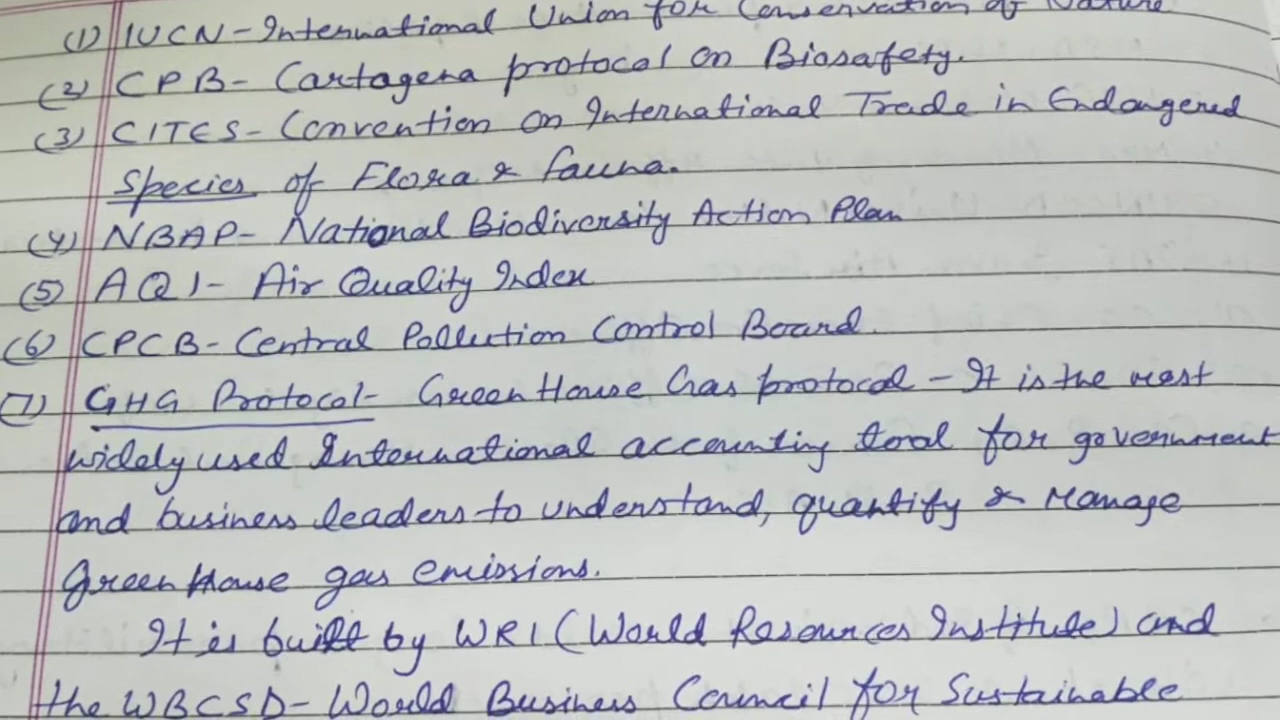 (1) IUCN - International Union for Conservation of Nature
(2) CPB - Cartagena protocal on Biosafety.
(3) CITES - Convention on International Trade in Endangered
Species of Flora & fauna.
(4) NBAP - National Biodiversity Action Plan
(5) AQI - Air Quality Index
(6) CPCB - Central Pollution Control Board.
(7) GHG Protocol - Green House Gas protocol - It is the most
widely used International accounting tool for government
and business leaders to understand, quantify & Manage
green house gas emissions.
It is built by WRI (World Resources Institute) and
the WBCSD - World Business Council for Sustainable